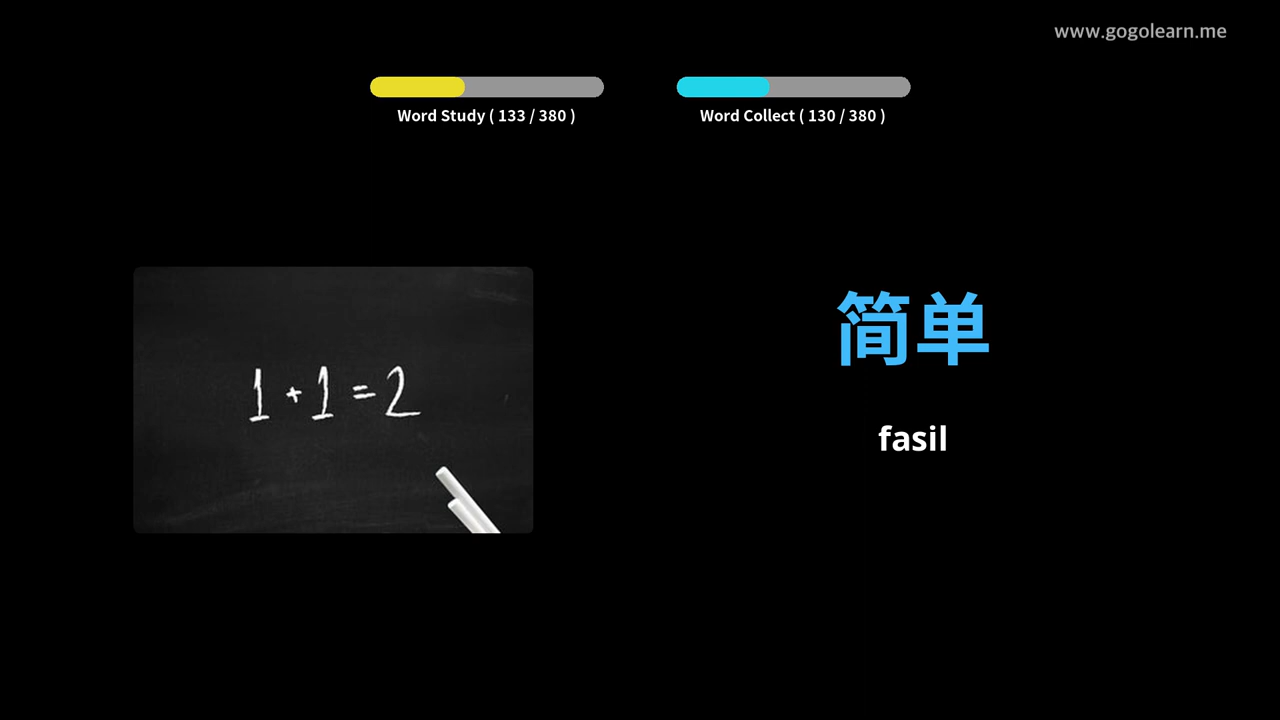 www.gogolearn.me
Word Study ( 133 / 380 )
Word Collect ( 130 / 380 )
1 + 1 = 2
简单
fasil